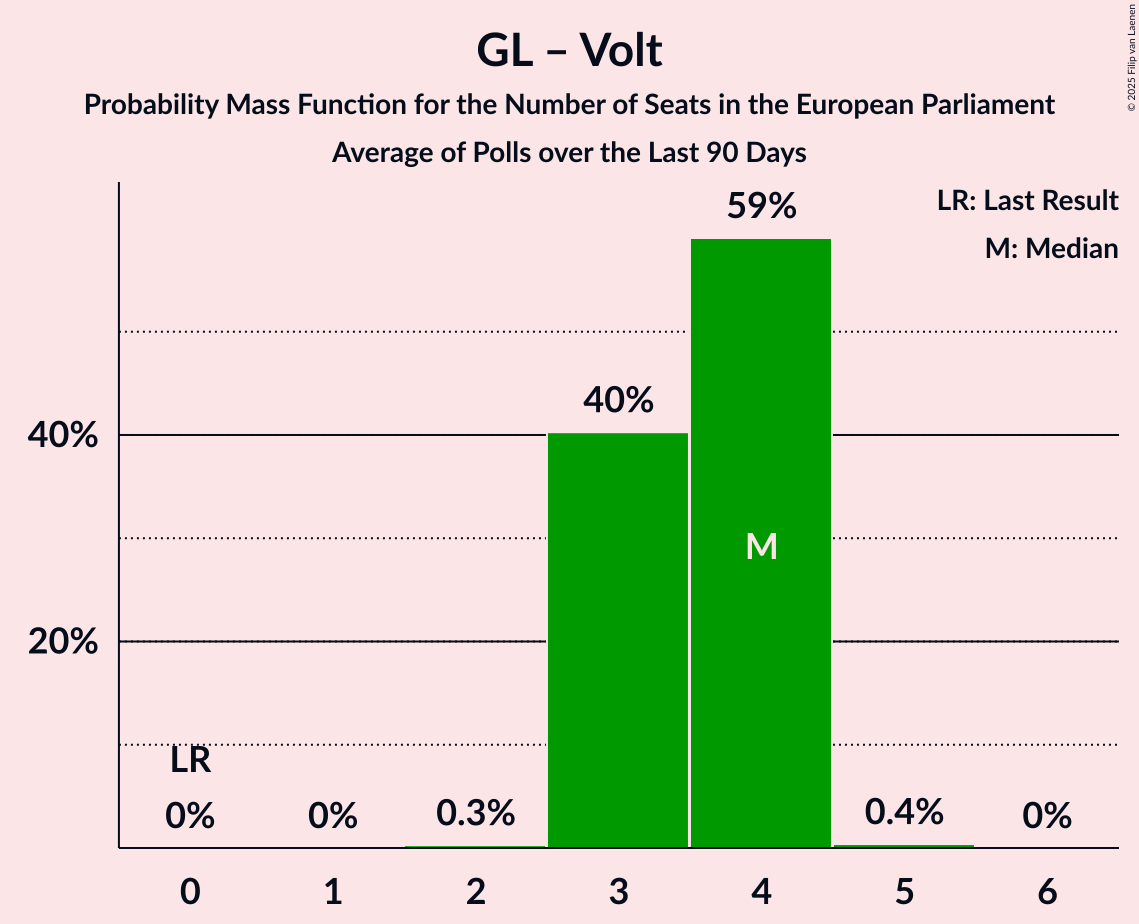 GL – Volt
Probability Mass Function for the Number of Seats in the European Parliament
Average of Polls over the Last 90 Days
© 2025 Filip van Laenen
LR: Last Result
M: Median
59%
40%
40%
M
20%
LR
0%
0%
0.3%
0.4%
0%
0
1
2
3
4
5
6